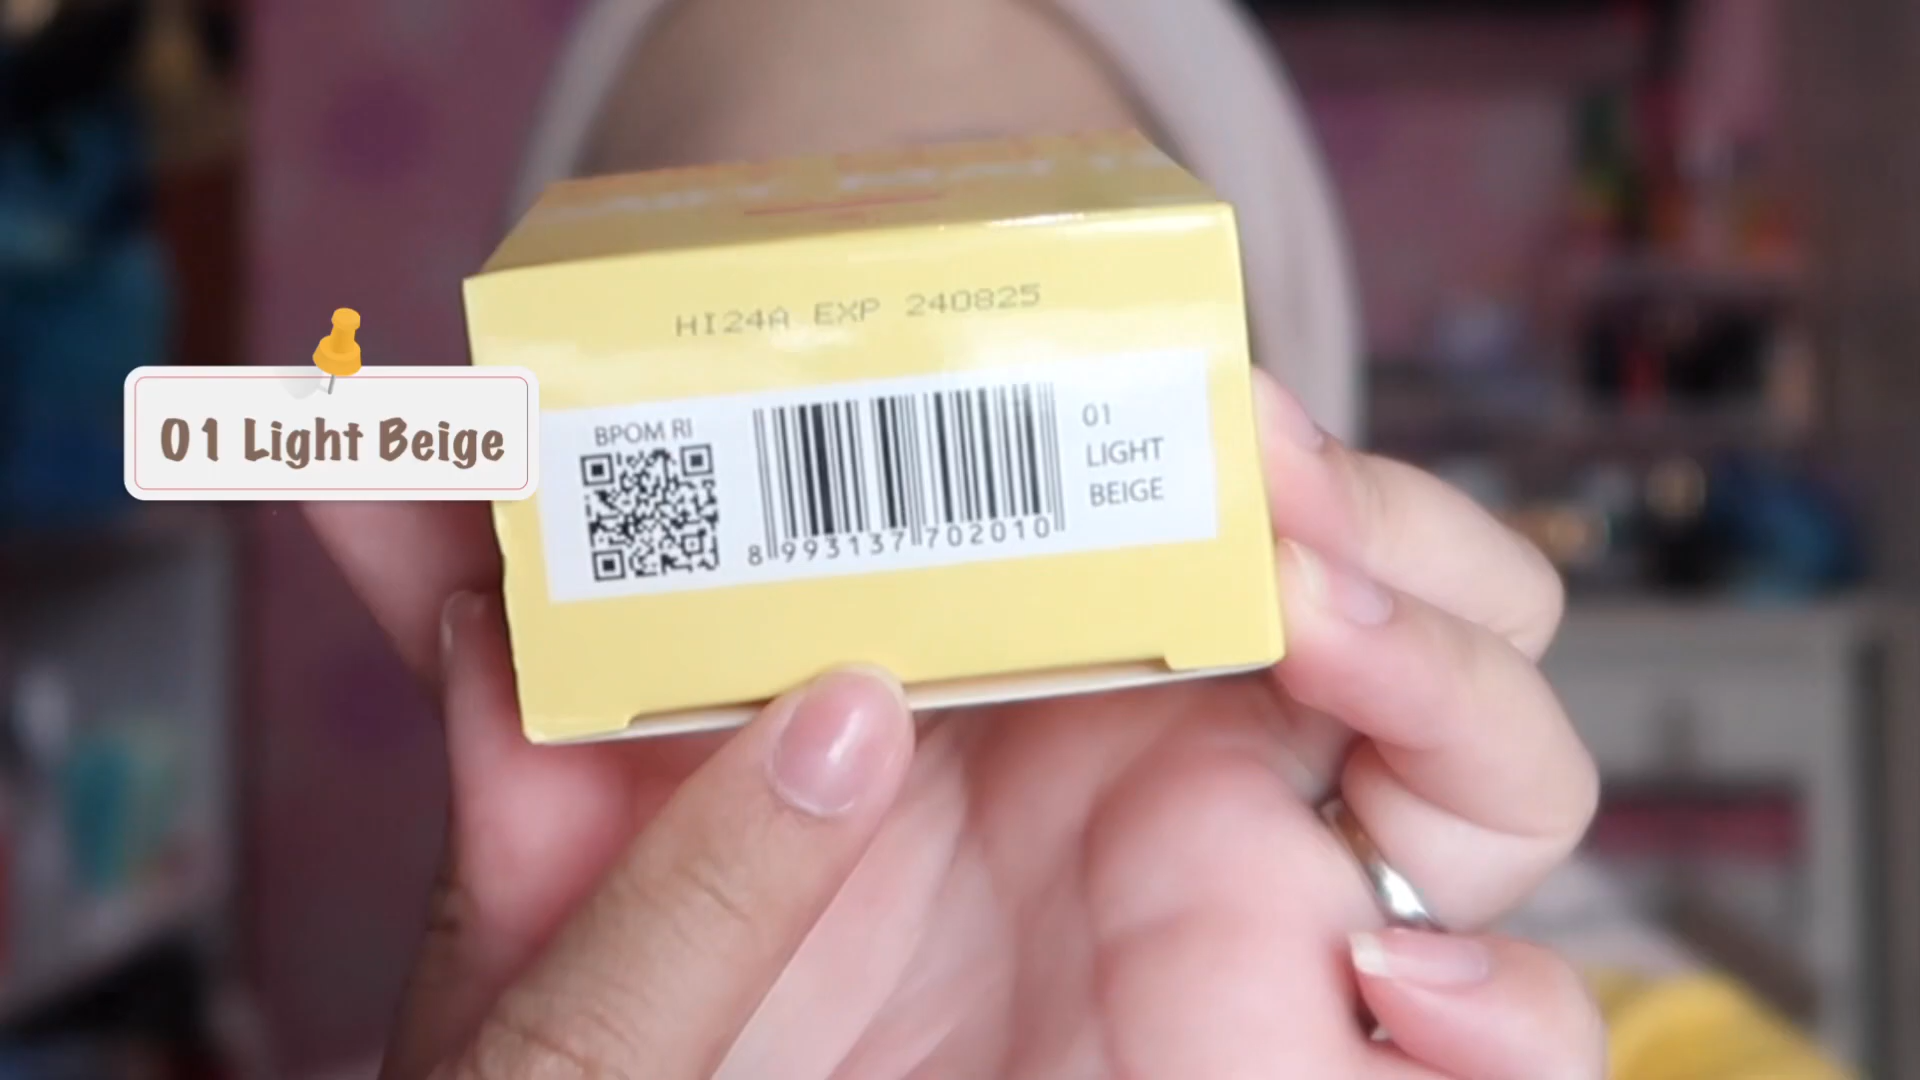 HI24A EXP 240825
01 Light Beige
BPOM RI
8 993137 702010
01
LIGHT
BEIGE